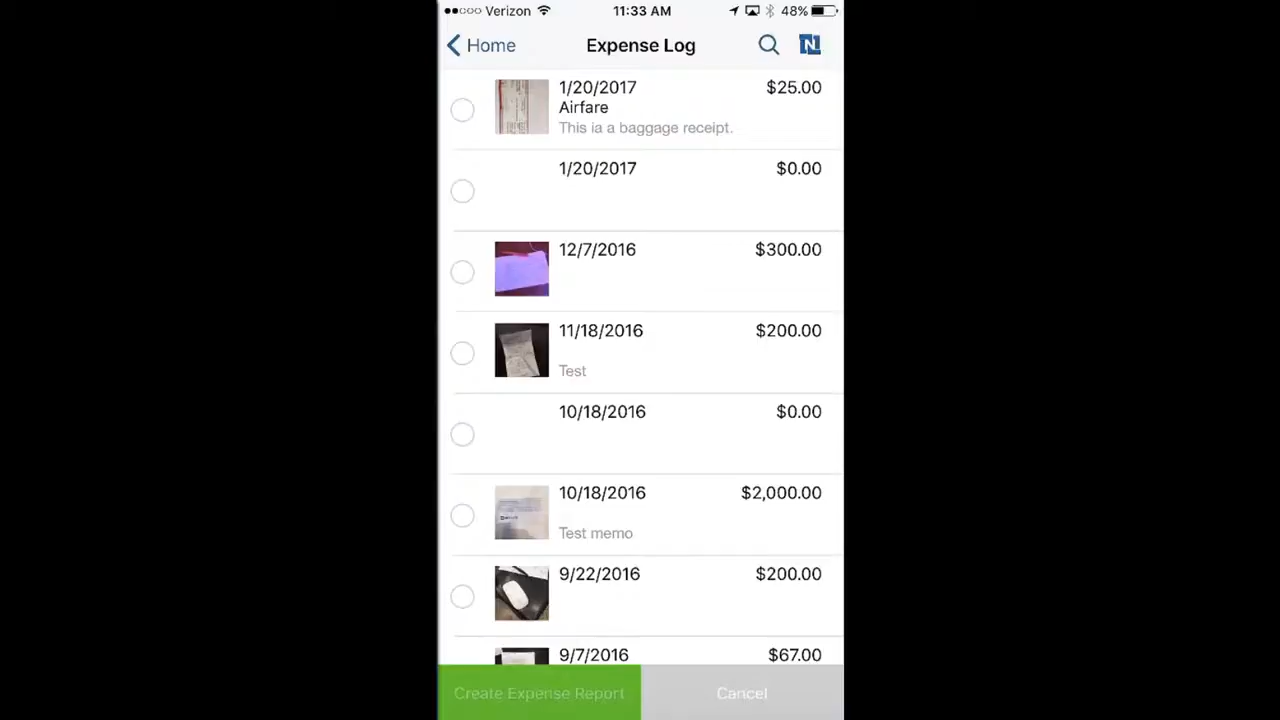 Verizon 11:33 AM 48%
Home Expense Log N
1/20/2017 $25.00
Airfare
This ia a baggage receipt.
1/20/2017 $0.00
12/7/2016 $300.00
11/18/2016 $200.00
Test
10/18/2016 $0.00
10/18/2016 $2,000.00
Test memo
9/22/2016 $200.00
9/7/2016 $67.00
Create Expense Report Cancel